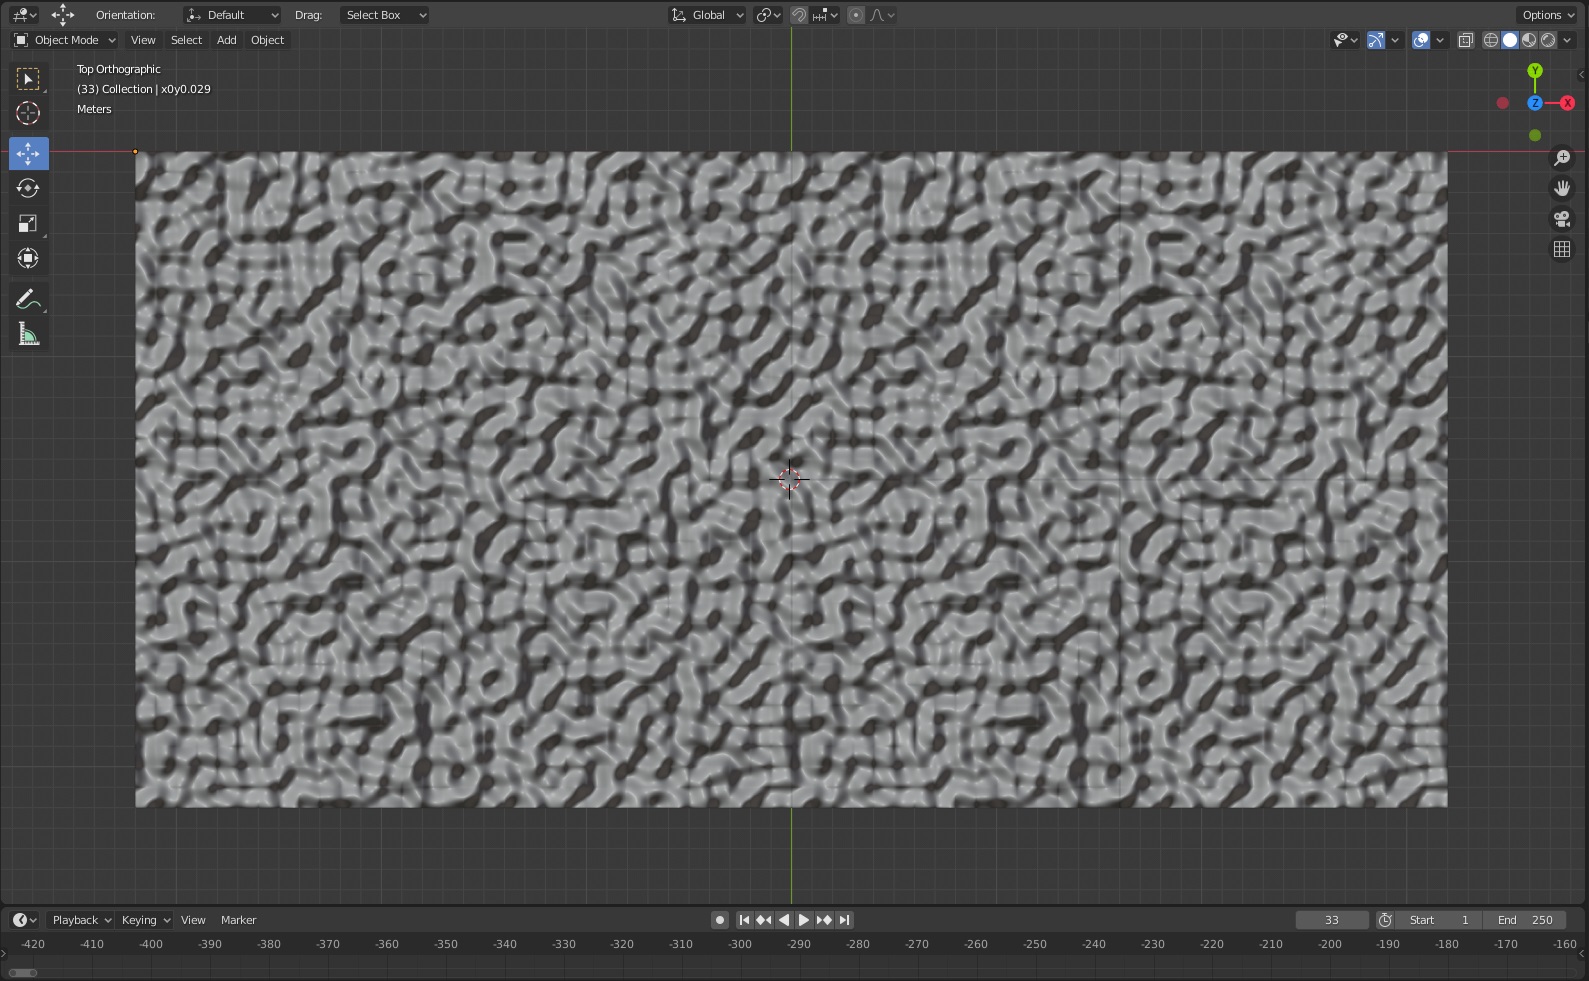 Orientation: Default Drag: Select Box Global Options
Object Mode View Select Add Object
Top Orthographic
(33) Collection | x0y0.029
Meters
Y
Z X
Playback Keying View Marker 33 Start 1 End 250
-420 -410 -400 -390 -380 -370 -360 -350 -340 -330 -320 -310 -300 -290 -280 -270 -260 -250 -240 -230 -220 -210 -200 -190 -180 -170 -160